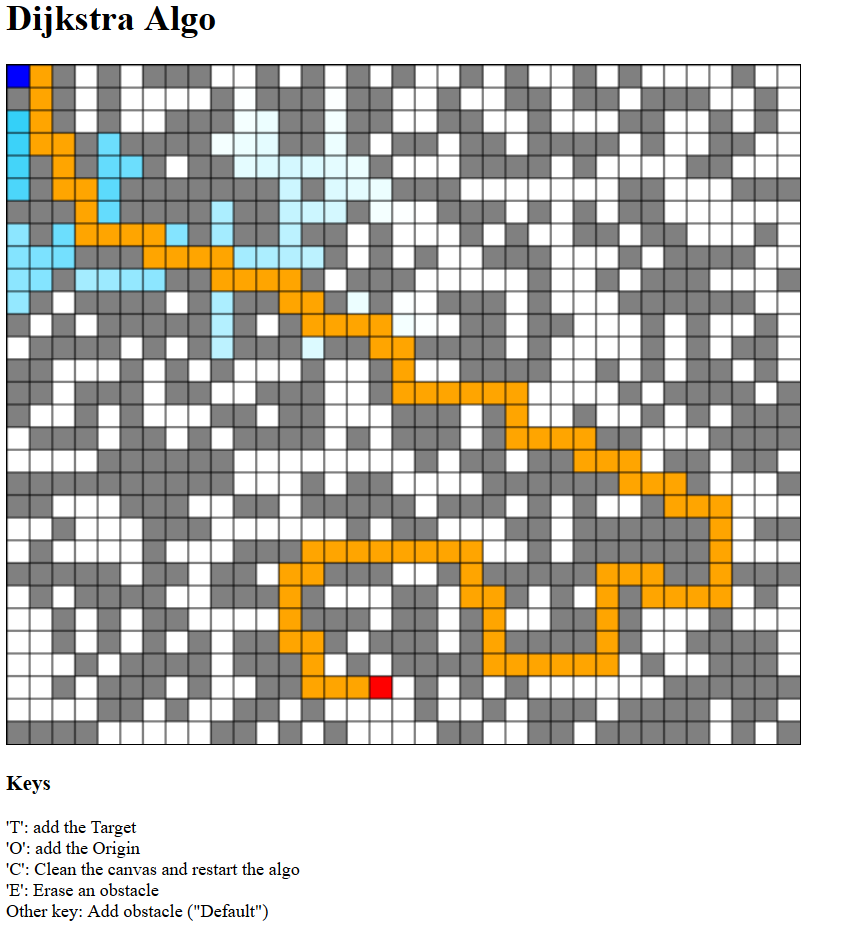 Dijkstra Algo
Keys
'T': add the Target
'O': add the Origin
'C': Clean the canvas and restart the algo
'E': Erase an obstacle
Other key: Add obstacle ("Default")